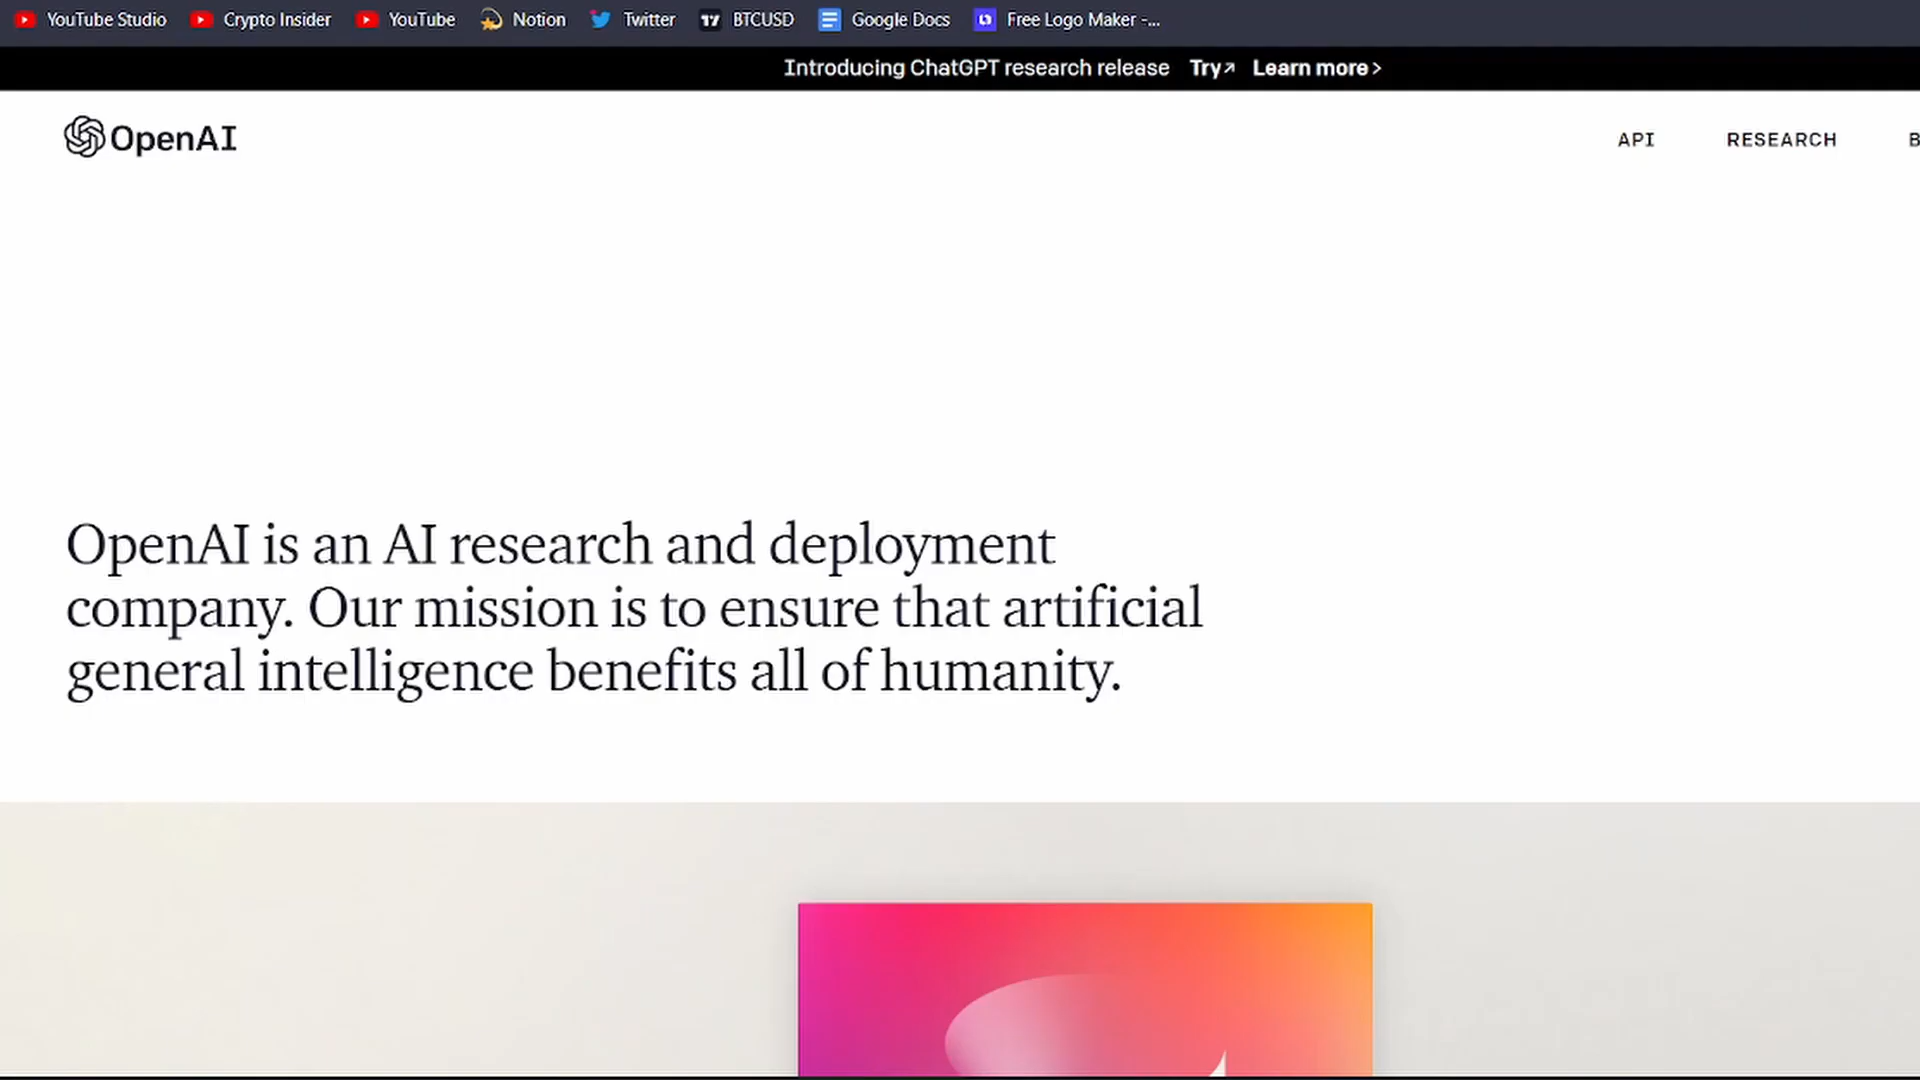 YouTube Studio Crypto Insider YouTube Notion Twitter BTCUSD Google Docs Free Logo Maker -...
Introducing ChatGPT research release Try↗ Learn more >
OpenAI API RESEARCH B
OpenAI is an AI research and deployment
company. Our mission is to ensure that artificial
general intelligence benefits all of humanity.